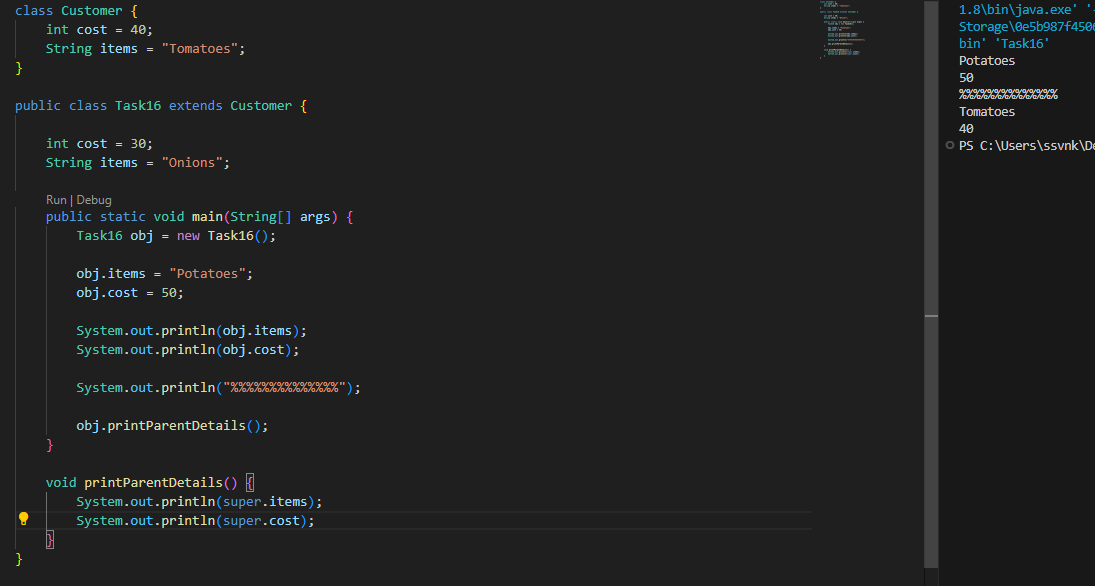 class Customer {
    int cost = 40;
    String items = "Tomatoes";
}

public class Task16 extends Customer {

    int cost = 30;
    String items = "Onions";

    Run | Debug
    public static void main(String[] args) {
        Task16 obj = new Task16();

        obj.items = "Potatoes";
        obj.cost = 50;

        System.out.println(obj.items);
        System.out.println(obj.cost);

        System.out.println("%%%%%%%%%%%%%%");

        obj.printParentDetails();
    }

    void printParentDetails() {
        System.out.println(super.items);
        System.out.println(super.cost);
    }
}
1.8\bin\java.exe' '-
Storage\0e5b987f4506
bin' 'Task16'
Potatoes
50
%%%%%%%%%%%%%%
Tomatoes
40
PS C:\Users\ssvnk\De